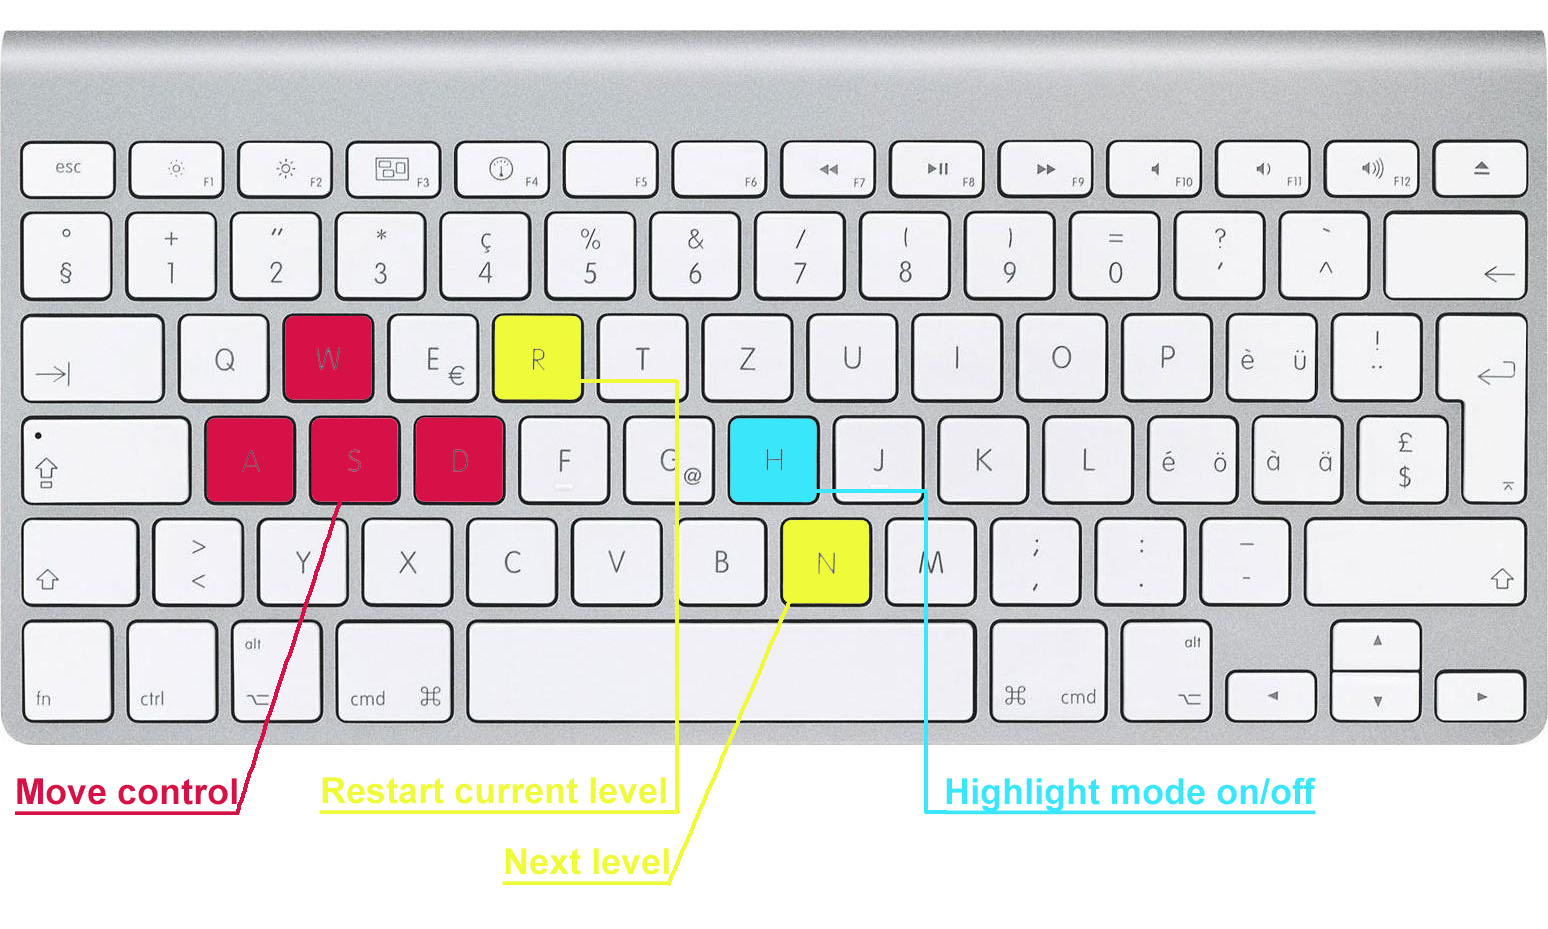 esc F1 F2 F3 F4 F5 F6 F7 F8 F9 F10 F11 F12
° + " * ç % & / ( ) = ? `
§ 1 2 3 4 5 6 7 8 9 0 ' ^
Q W E € R T Z U I O P è ü ! ¨
A S D F G @ H J K L é ö à ä £ $
> < Y X C V B N M ; , : . _ -
fn ctrl alt cmd ⌘ ⌘ cmd alt
Move control
Restart current level
Highlight mode on/off
Next level